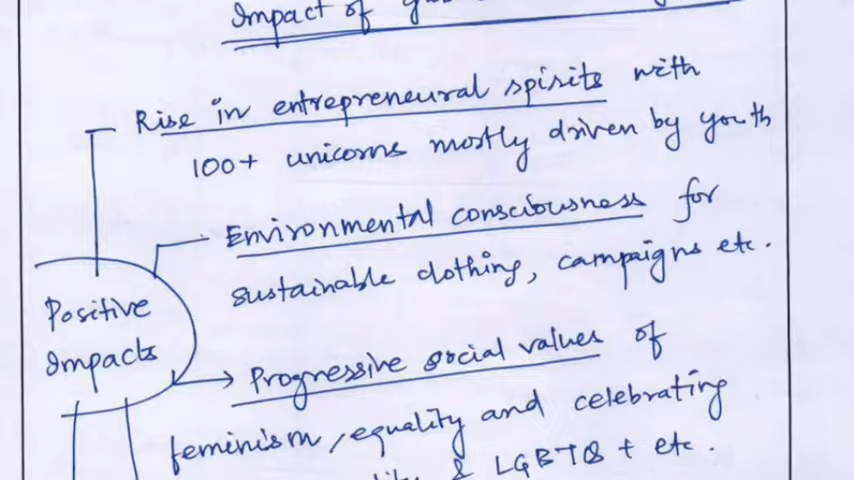 Impact of
Rise in entrepreneural spirits with
100+ unicorns mostly driven by youth
Environmental consciousness for
sustainable clothing, campaigns etc.
Positive
Impacts
Progressive social values of
feminism, equality and celebrating
& LGBTQ + etc.